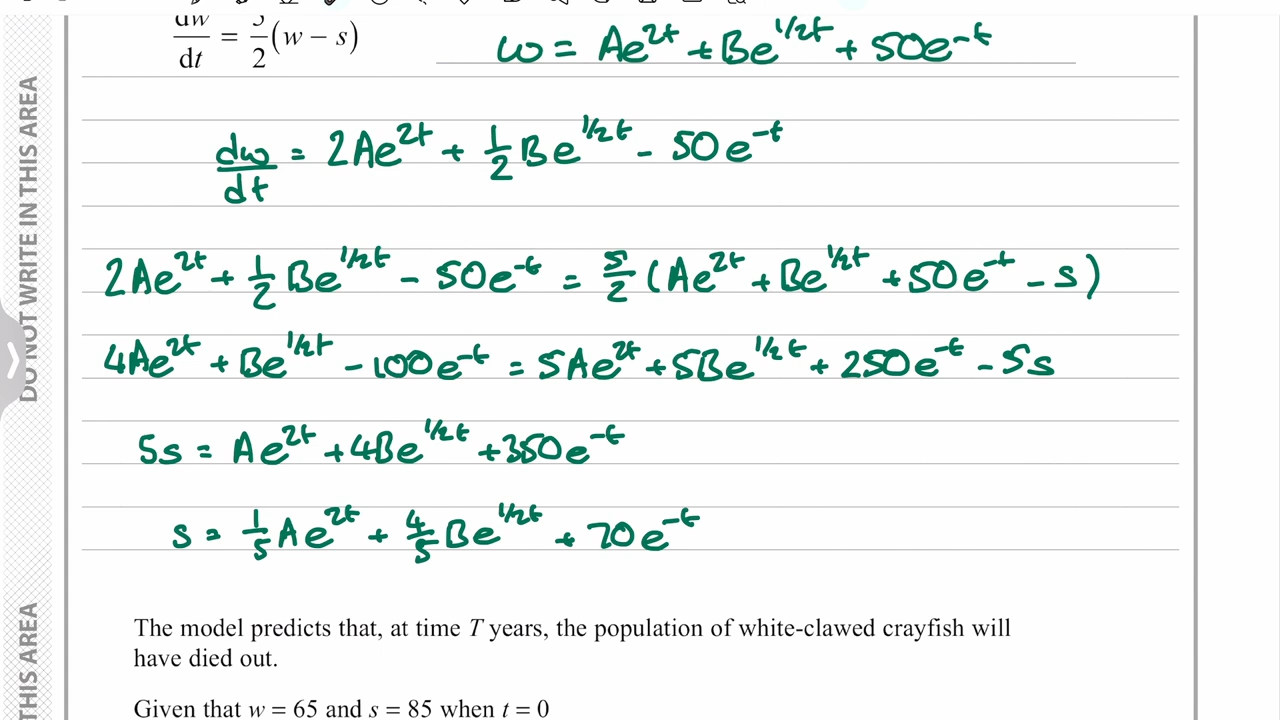 dw/dt = 5/2(w − s)
w = Ae^2t + Be^1/2t + 50e^-t
dw/dt = 2Ae^2t + 1/2 Be^1/2t - 50e^-t
2Ae^2t + 1/2 Be^1/2t - 50e^-t = 5/2 (Ae^2t + Be^1/2t + 50e^-t - s)
4Ae^2t + Be^1/2t - 100e^-t = 5Ae^2t + 5Be^1/2t + 250e^-t - 5s
5s = Ae^2t + 4Be^1/2t + 350e^-t
s = 1/5 Ae^2t + 4/5 Be^1/2t + 70e^-t
The model predicts that, at time T years, the population of white-clawed crayfish will
have died out.
Given that w = 65 and s = 85 when t = 0
DO NOT WRITE IN THIS AREA
THIS AREA